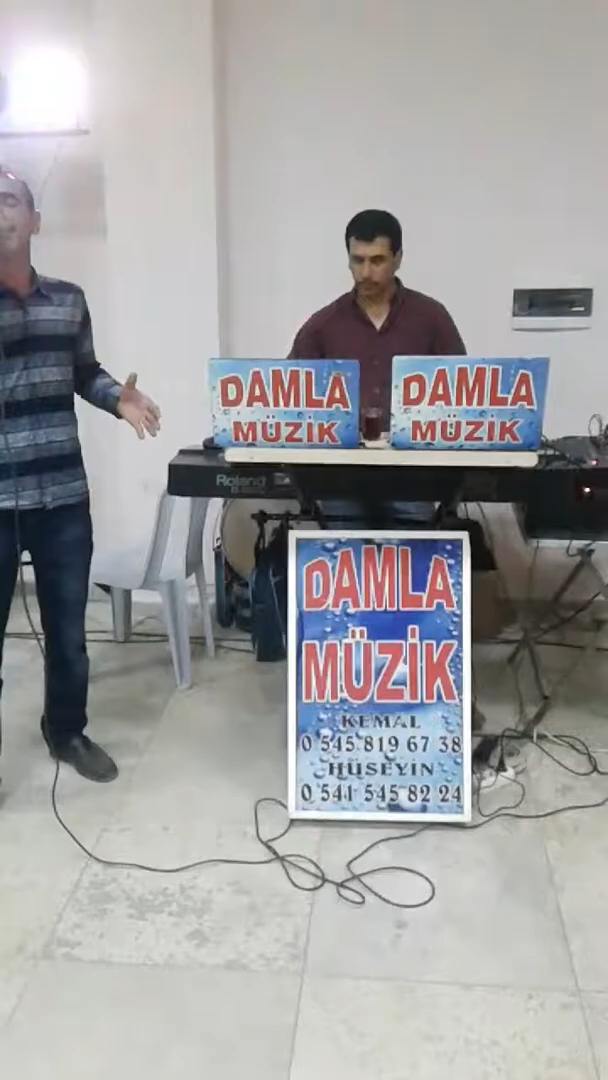 DAMLA
MÜZİK
DAMLA
MÜZİK
Roland
DAMLA
MÜZİK
KEMAL
0 545 819 67 38
HÜSEYİN
0 541 545 82 24